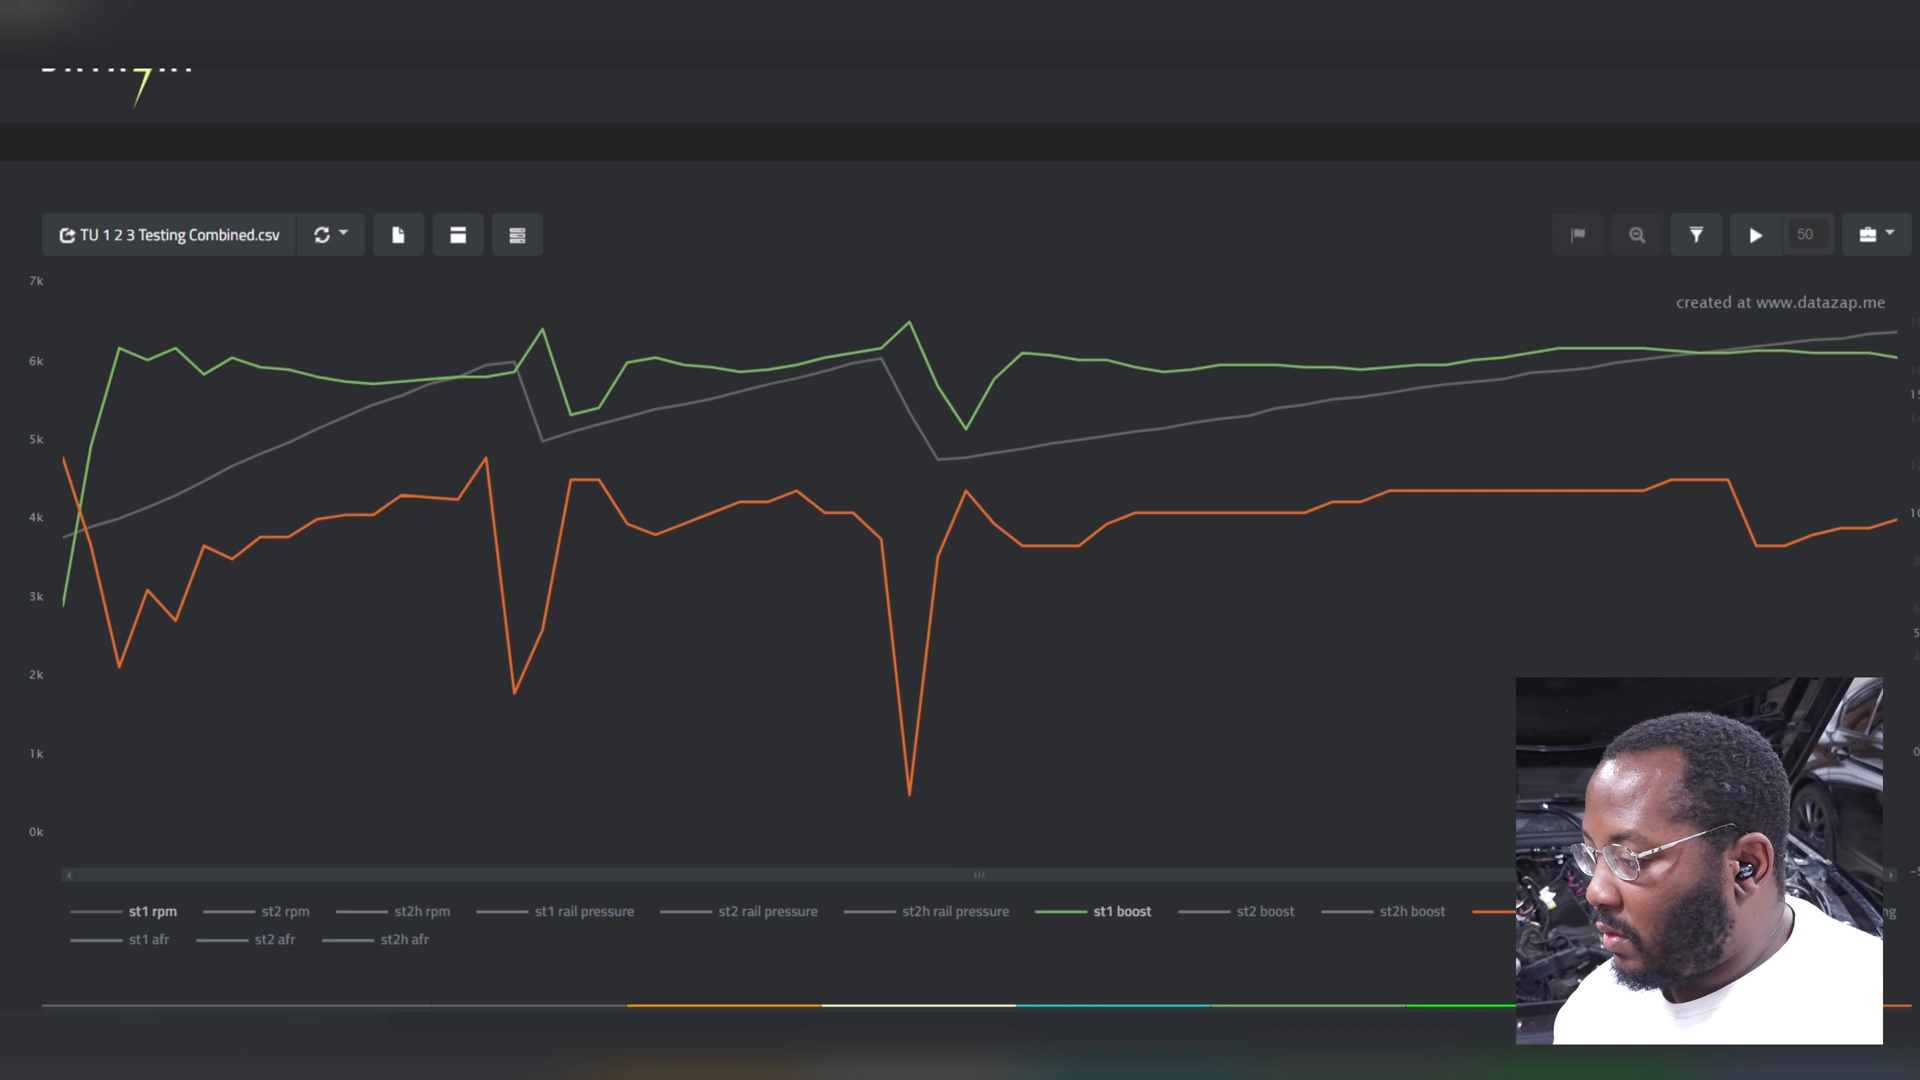 TU 1 2 3 Testing Combined.csv
50
created at www.datazap.me
7k
6k
5k
4k
3k
2k
1k
0k
st1 rpm st2 rpm st2h rpm st1 rail pressure st2 rail pressure st2h rail pressure st1 boost st2 boost st2h boost
st1 afr st2 afr st2h afr